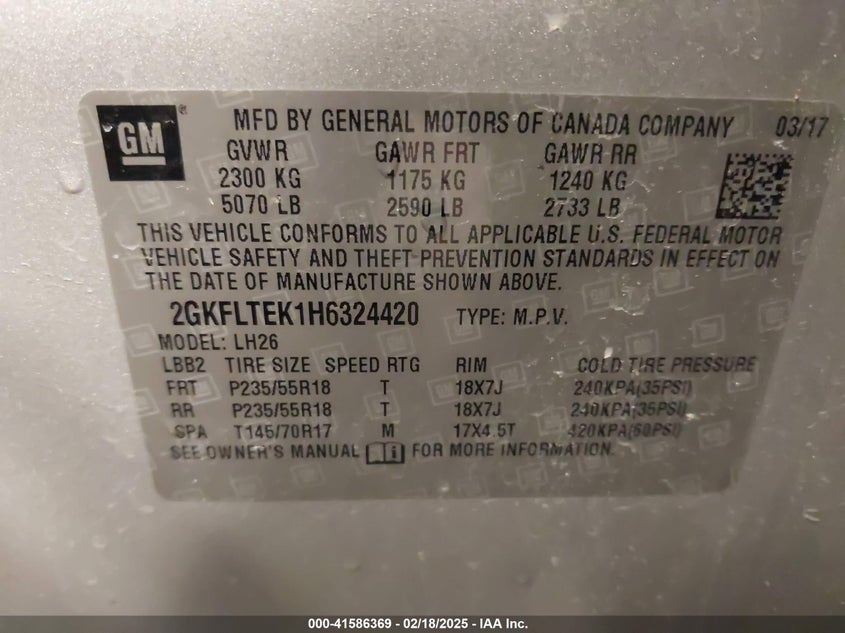 GM ® MFD BY GENERAL MOTORS OF CANADA COMPANY 03/17
GVWR GAWR FRT GAWR RR
2300 KG 1175 KG 1240 KG
5070 LB 2590 LB 2733 LB
THIS VEHICLE CONFORMS TO ALL APPLICABLE U.S. FEDERAL MOTOR
VEHICLE SAFETY AND THEFT PREVENTION STANDARDS IN EFFECT ON
THE DATE OF MANUFACTURE SHOWN ABOVE.
2GKFLTEK1H6324420 TYPE: M.P.V.
MODEL: LH26
LBB2 TIRE SIZE SPEED RTG RIM COLD TIRE PRESSURE
FRT P235/55R18 T 18X7J 240KPA(35PSI)
RR P235/55R18 T 18X7J 240KPA(35PSI)
SPA T145/70R17 M 17X4.5T 420KPA(60PSI)
SEE OWNER'S MANUAL i FOR MORE INFORMATION.
000-41586369 - 02/18/2025 - IAA Inc.